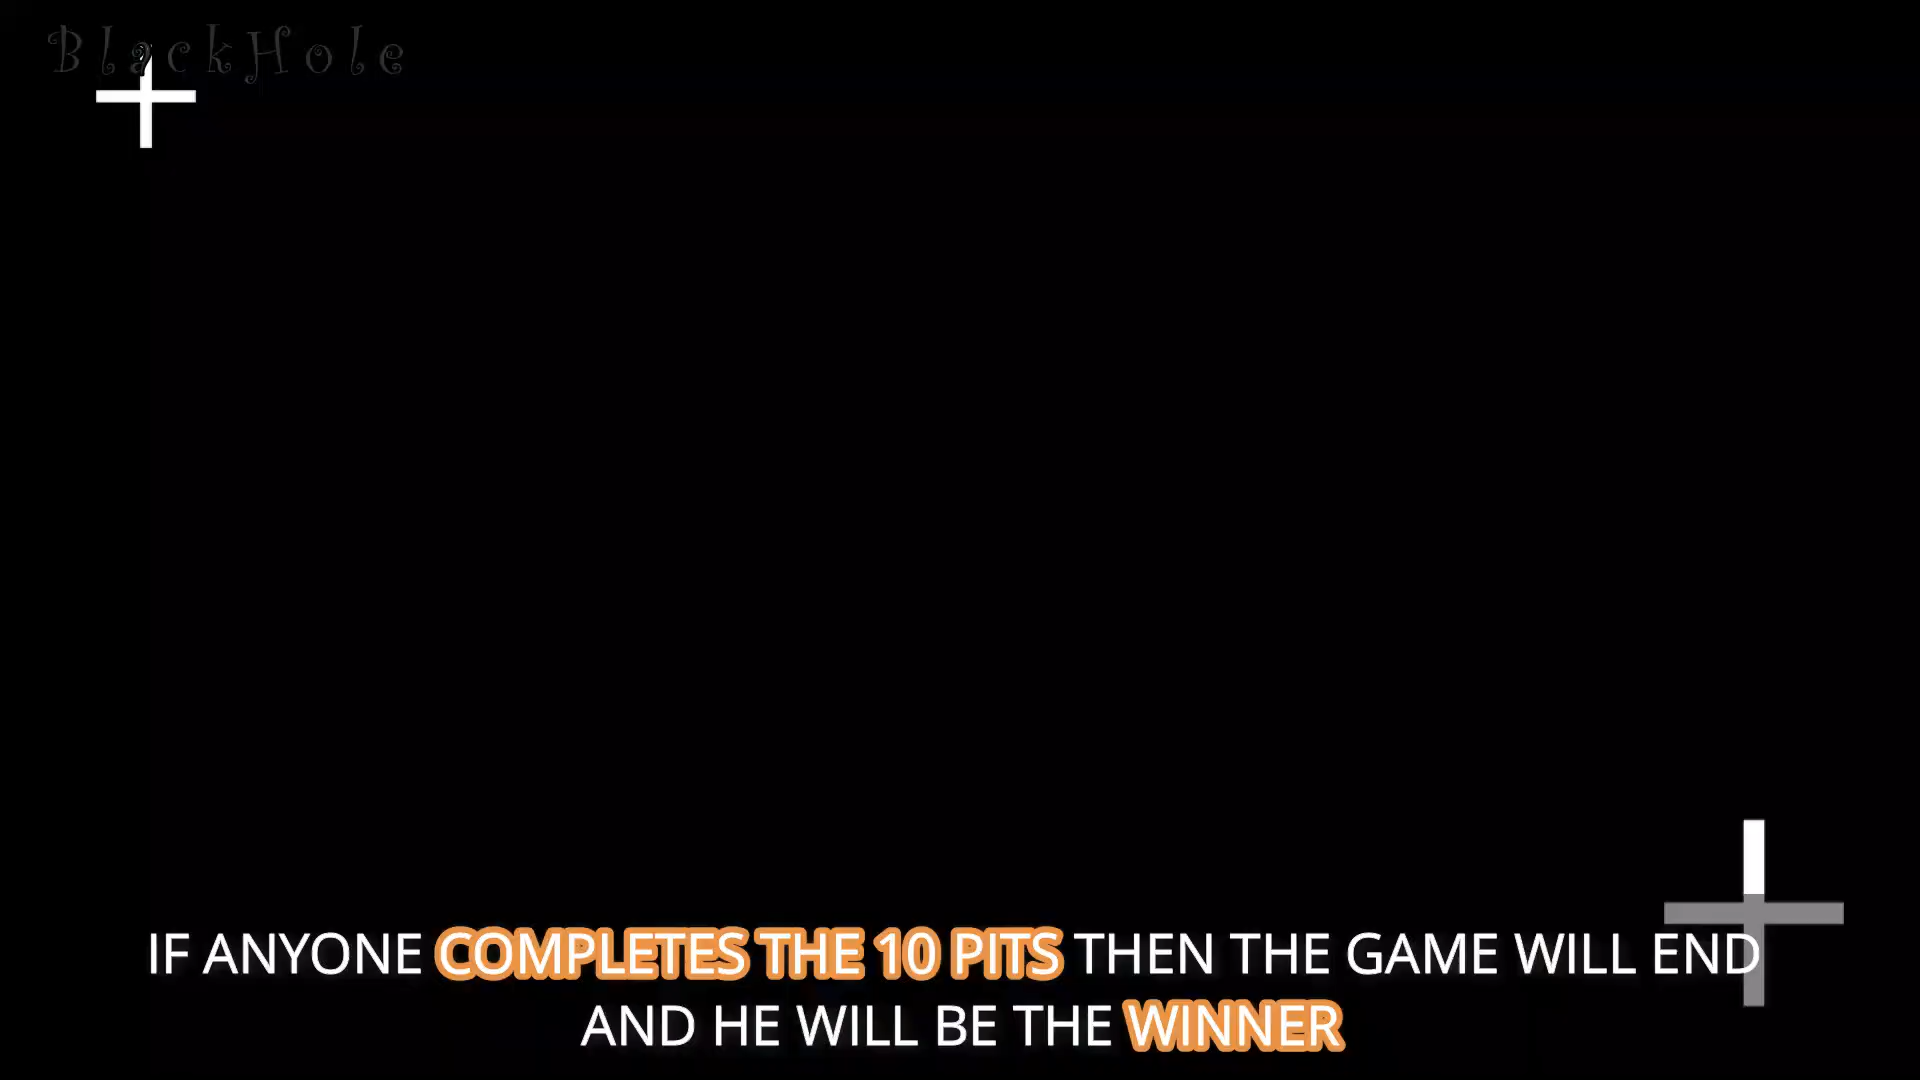 BlackHole
IF ANYONE COMPLETES THE 10 PITS THEN THE GAME WILL END
AND HE WILL BE THE WINNER